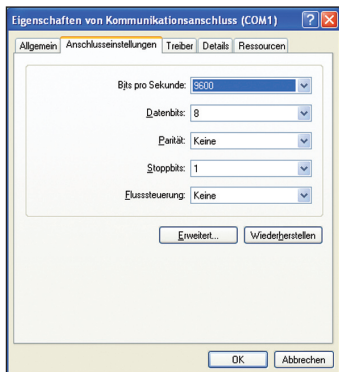 Eigenschaften von Kommunikationsanschluss (COM1)
Allgemein Anschlusseinstellungen Treiber Details Ressourcen
Bits pro Sekunde: 9600
Datenbits: 8
Parität: Keine
Stoppbits: 1
Flusssteuerung: Keine
Erweitert... Wiederherstellen
OK Abbrechen